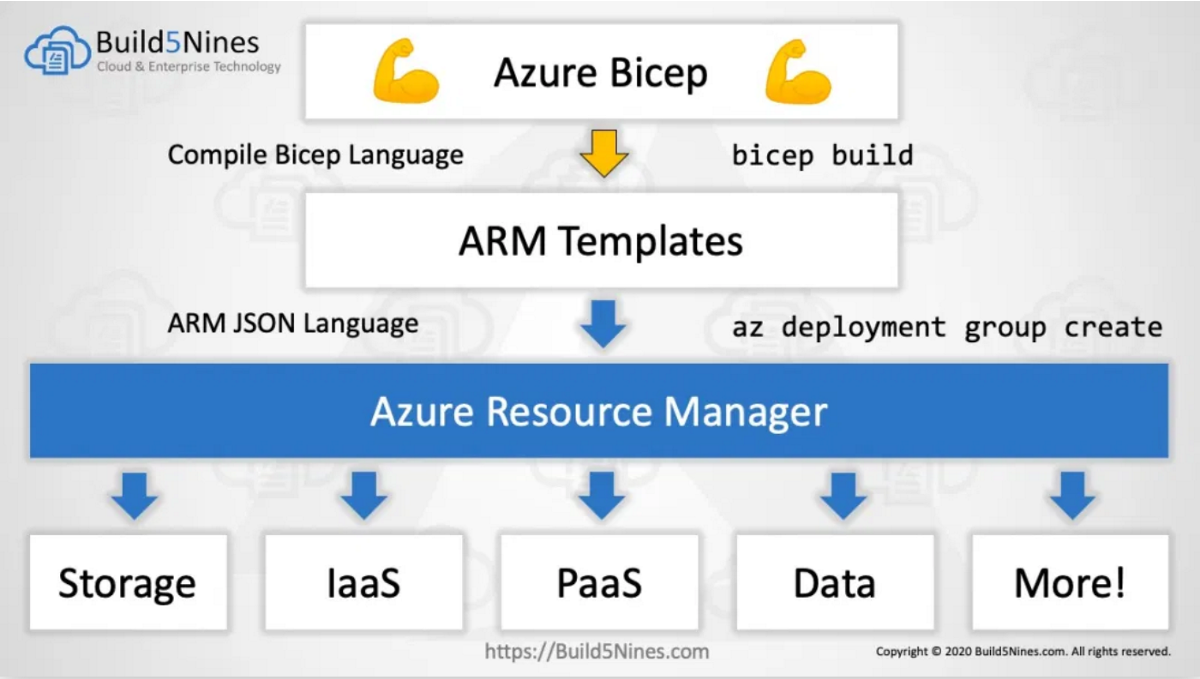 Build5Nines
Cloud & Enterprise Technology
Azure Bicep
Compile Bicep Language
bicep build
ARM Templates
ARM JSON Language
az deployment group create
Azure Resource Manager
Storage
IaaS
PaaS
Data
More!
https://Build5Nines.com
Copyright © 2020 Build5Nines.com. All rights reserved.